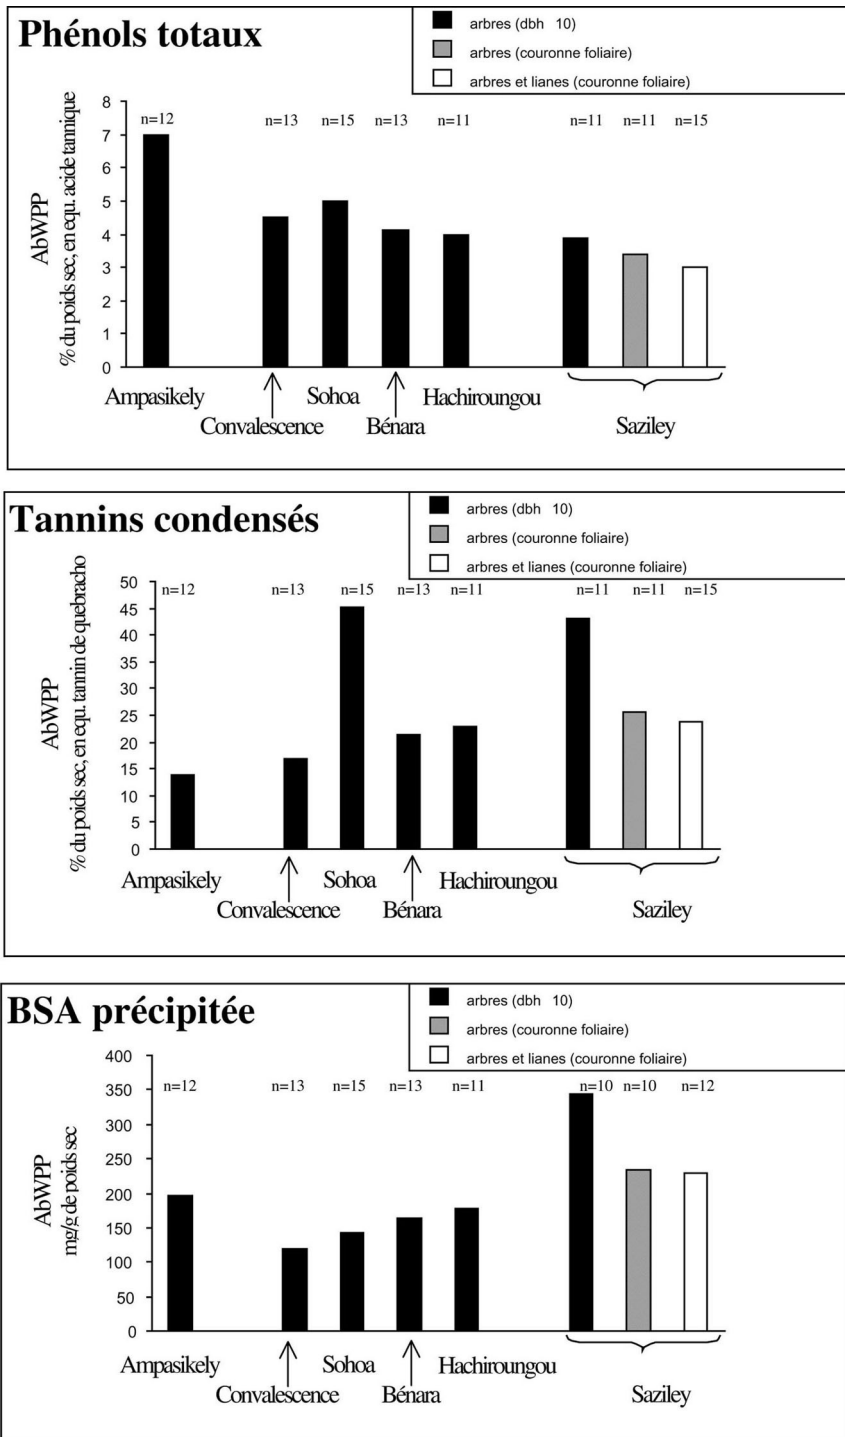 Phénols totaux
arbres (dbh 10)
arbres (couronne foliaire)
arbres et lianes (couronne foliaire)
AbWPP
% du poids sec, en equ. acide tannique
8
7
6
5
4
3
2
1
0
n=12 n=13 n=15 n=13 n=11 n=11 n=11 n=15
Ampasikely Sohoa Hachiroungou
Convalescence Bénara Saziley
Tannins condensés
arbres (dbh 10)
arbres (couronne foliaire)
arbres et lianes (couronne foliaire)
AbWPP
% du poids sec, en equ. tannin de quebracho
50
45
40
35
30
25
20
15
10
5
0
n=12 n=13 n=15 n=13 n=11 n=11 n=11 n=15
Ampasikely Sohoa Hachiroungou
Convalescence Bénara Saziley
BSA précipitée
arbres (dbh 10)
arbres (couronne foliaire)
arbres et lianes (couronne foliaire)
AbWPP
mg/g de poids sec
400
350
300
250
200
150
100
50
0
n=12 n=13 n=15 n=13 n=11 n=10 n=10 n=12
Ampasikely Sohoa Hachiroungou
Convalescence Bénara Saziley